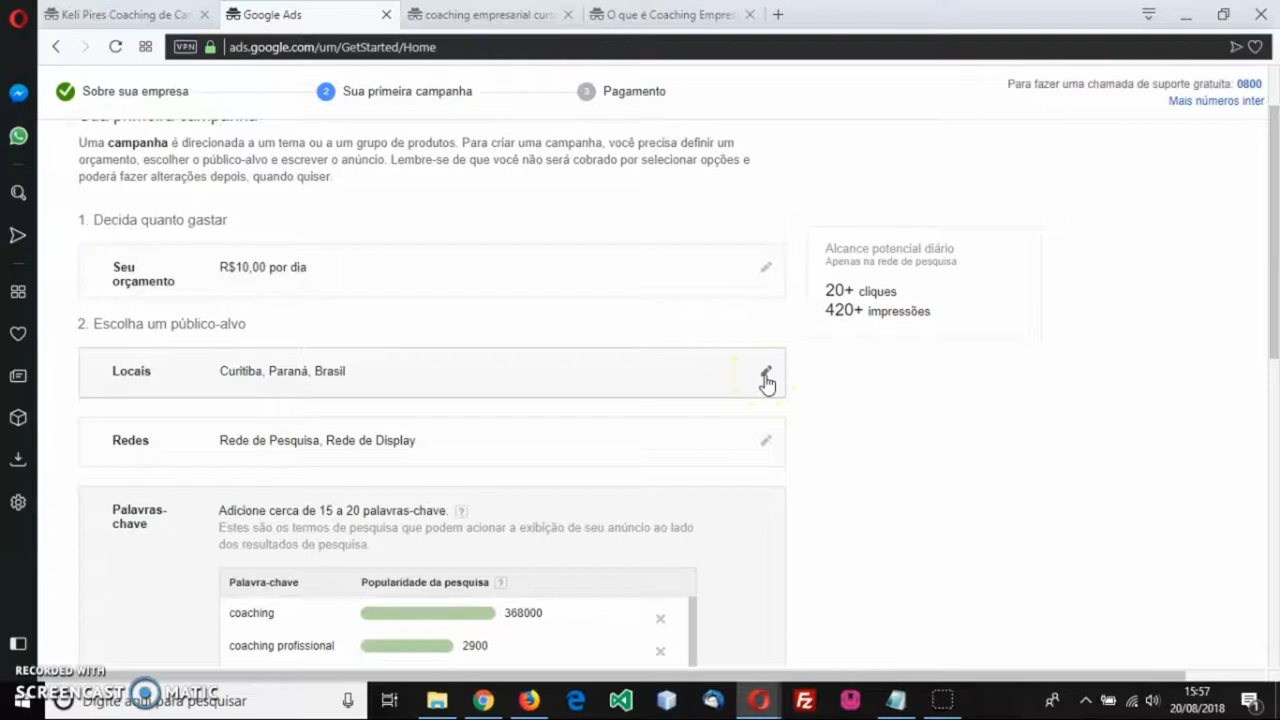 Keli Pires Coaching de Ca
Google Ads
coaching empresarial curs
O que é Coaching Empres
VPN
ads.google.com/um/GetStarted/Home
Sobre sua empresa
2
Sua primeira campanha
3
Pagamento
Para fazer uma chamada de suporte gratuita: 0800
Mais números inter
Sua primeira campanha
Uma campanha é direcionada a um tema ou a um grupo de produtos. Para criar uma campanha, você precisa definir um
orçamento, escolher o público-alvo e escrever o anúncio. Lembre-se de que você não será cobrado por selecionar opções e
poderá fazer alterações depois, quando quiser.
1. Decida quanto gastar
Seu
orçamento
R$10,00 por dia
Alcance potencial diário
Apenas na rede de pesquisa
20+ cliques
420+ impressões
2. Escolha um público-alvo
Locais
Curitiba, Paraná, Brasil
Redes
Rede de Pesquisa, Rede de Display
Palavras-
chave
Adicione cerca de 15 a 20 palavras-chave. ?
Estes são os termos de pesquisa que podem acionar a exibição de seu anúncio ao lado
dos resultados de pesquisa.
Palavra-chave
Popularidade da pesquisa ?
coaching
368000
coaching profissional
2900
RECORDED WITH
SCREENCAST MATIC
Digite aqui para pesquisar
15:57
20/08/2018
1